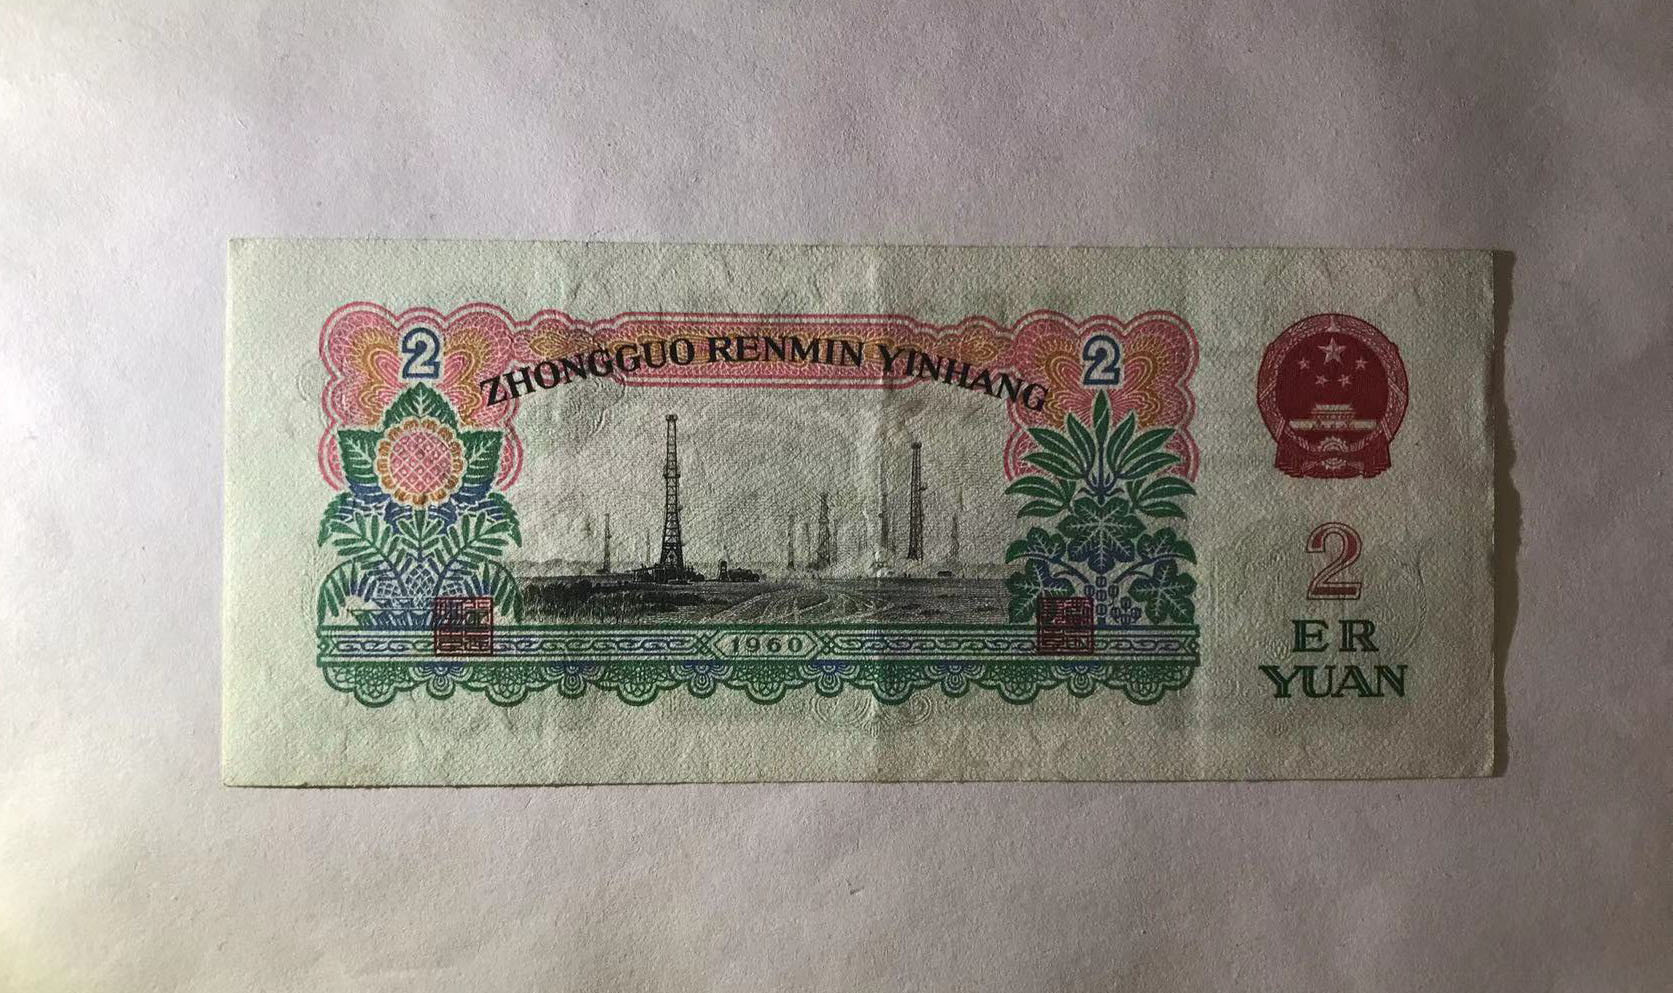 2 2
ZHONGGUO RENMIN YINHANG
1960
2
ER
YUAN